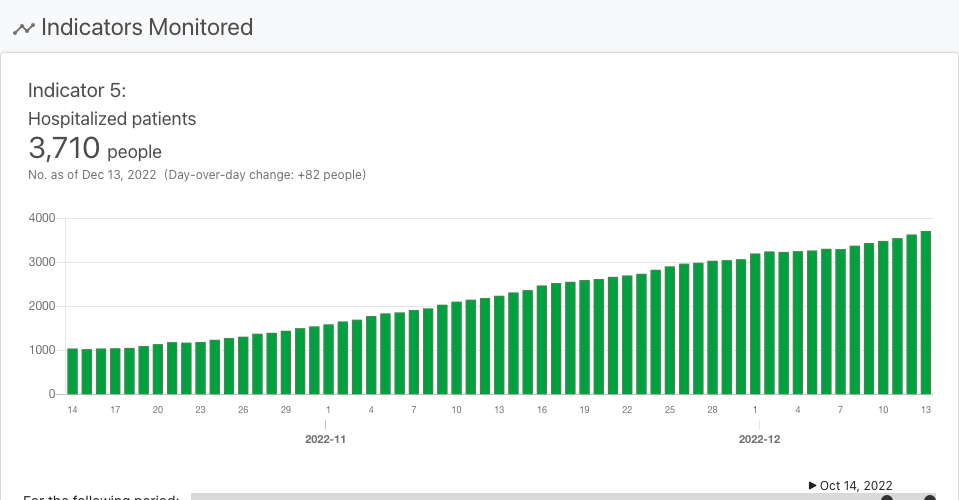 Indicators Monitored
Indicator 5:
Hospitalized patients
3,710 people
No. as of Dec 13, 2022 (Day-over-day change: +82 people)
4000
3000
2000
1000
0
14 17 20 23 26 29 1 4 7 10 13 16 19 22 25 28 1 4 7 10 13
2022-11 2022-12
▶ Oct 14, 2022
For the following period: